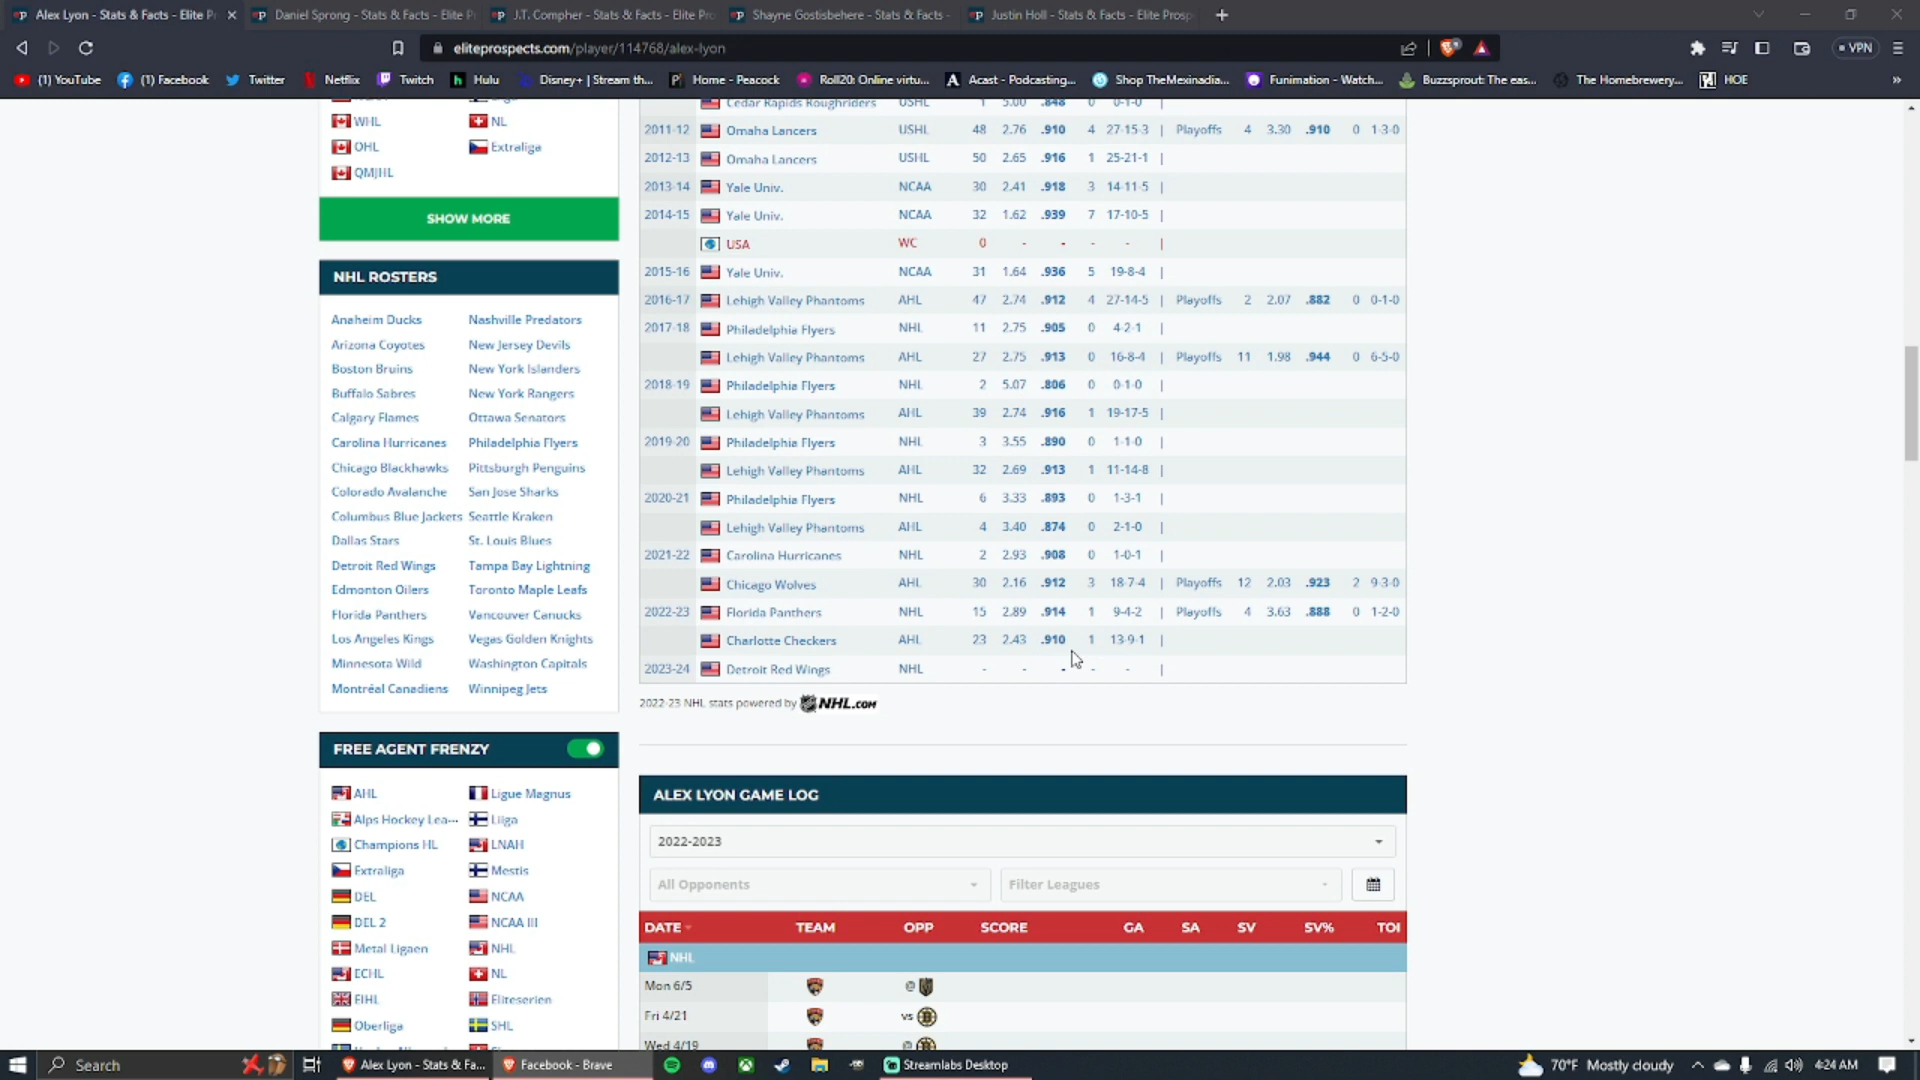 Alex Lyon - Stats & Facts - Elite P
Daniel Sprong - Stats & Facts - Elite P
J.T. Compher - Stats & Facts - Elite Pro
Shayne Gostisbehere - Stats & Facts -
Justin Holl - Stats & Facts - Elite Prosp
eliteprospects.com/player/114768/alex-lyon
VPN
(1) YouTube
(1) Facebook
Twitter
Netflix
Twitch
Hulu
Disney+ | Stream th...
Home - Peacock
Roll20: Online virtu...
Acast - Podcasting...
Shop TheMexinadia...
Funimation - Watch...
Buzzsprout: The eas...
The Homebrewery...
HOE
WHL
NL
OHL
Extraliga
QMJHL
SHOW MORE
NHL ROSTERS
Anaheim Ducks Nashville Predators
Arizona Coyotes New Jersey Devils
Boston Bruins New York Islanders
Buffalo Sabres New York Rangers
Calgary Flames Ottawa Senators
Carolina Hurricanes Philadelphia Flyers
Chicago Blackhawks Pittsburgh Penguins
Colorado Avalanche San Jose Sharks
Columbus Blue Jackets Seattle Kraken
Dallas Stars St. Louis Blues
Detroit Red Wings Tampa Bay Lightning
Edmonton Oilers Toronto Maple Leafs
Florida Panthers Vancouver Canucks
Los Angeles Kings Vegas Golden Knights
Minnesota Wild Washington Capitals
Montréal Canadiens Winnipeg Jets
FREE AGENT FRENZY
AHL Ligue Magnus
Alps Hockey Lea... Liiga
Champions HL LNAH
Extraliga Mestis
DEL NCAA
DEL 2 NCAA III
Metal Ligaen NHL
ECHL NL
EIHL Eliteserien
Oberliga SHL
Cedar Rapids Roughriders USHL 1 5.00 .848 0 0-1-0 |
2011-12 Omaha Lancers USHL 48 2.76 .910 4 27-15-3 | Playoffs 4 3.30 .910 0 1-3-0
2012-13 Omaha Lancers USHL 50 2.65 .916 1 25-21-1 |
2013-14 Yale Univ. NCAA 30 2.41 .918 3 14-11-5 |
2014-15 Yale Univ. NCAA 32 1.62 .939 7 17-10-5 |
USA WC 0 - - - - |
2015-16 Yale Univ. NCAA 31 1.64 .936 5 19-8-4 |
2016-17 Lehigh Valley Phantoms AHL 47 2.74 .912 4 27-14-5 | Playoffs 2 2.07 .882 0 0-1-0
2017-18 Philadelphia Flyers NHL 11 2.75 .905 0 4-2-1 |
Lehigh Valley Phantoms AHL 27 2.75 .913 0 16-8-4 | Playoffs 11 1.98 .944 0 6-5-0
2018-19 Philadelphia Flyers NHL 2 5.07 .806 0 0-1-0 |
Lehigh Valley Phantoms AHL 39 2.74 .916 1 19-17-5 |
2019-20 Philadelphia Flyers NHL 3 3.55 .890 0 1-1-0 |
Lehigh Valley Phantoms AHL 32 2.69 .913 1 11-14-8 |
2020-21 Philadelphia Flyers NHL 6 3.33 .893 0 1-3-1 |
Lehigh Valley Phantoms AHL 4 3.40 .874 0 2-1-0 |
2021-22 Carolina Hurricanes NHL 2 2.93 .908 0 1-0-1 |
Chicago Wolves AHL 30 2.16 .912 3 18-7-4 | Playoffs 12 2.03 .923 2 9-3-0
2022-23 Florida Panthers NHL 15 2.89 .914 1 9-4-2 | Playoffs 4 3.63 .888 0 1-2-0
Charlotte Checkers AHL 23 2.43 .910 1 13-9-1 |
2023-24 Detroit Red Wings NHL - - - - - |
2022-23 NHL stats powered by NHL.COM
ALEX LYON GAME LOG
2022-2023
All Opponents
Filter Leagues
DATE TEAM OPP SCORE GA SA SV SV% TOI
NHL
Mon 6/5 @
Fri 4/21 vs
Wed 4/19 @
Search
Alex Lyon - Stats & Fa...
Facebook - Brave
Streamlabs Desktop
70°F Mostly cloudy
4:24 AM